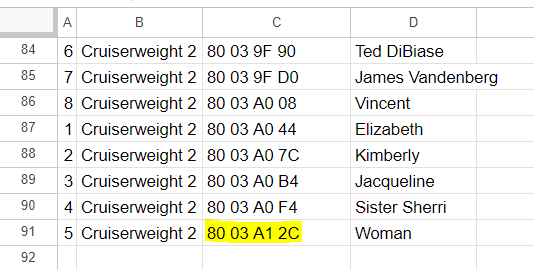 A B C D
84 6 Cruiserweight 2 80 03 9F 90 Ted DiBiase
85 7 Cruiserweight 2 80 03 9F D0 James Vandenberg
86 8 Cruiserweight 2 80 03 A0 08 Vincent
87 1 Cruiserweight 2 80 03 A0 44 Elizabeth
88 2 Cruiserweight 2 80 03 A0 7C Kimberly
89 3 Cruiserweight 2 80 03 A0 B4 Jacqueline
90 4 Cruiserweight 2 80 03 A0 F4 Sister Sherri
91 5 Cruiserweight 2 80 03 A1 2C Woman
92